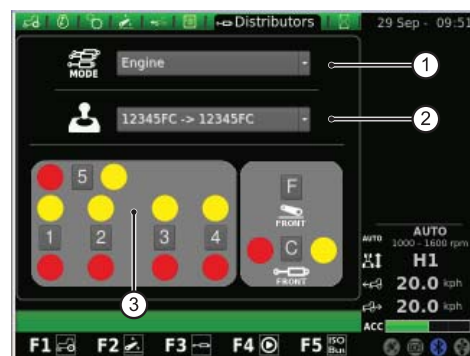 Distributors
29 Sep - 09:51
MODE
Engine
1
12345FC -> 12345FC
2
5
F
FRONT
1 2 3 4
C
FRONT
3
AUTO
AUTO
1000 - 1600 rpm
H1
20.0 kph
20.0 kph
ACC
F1 F2 F3 F4 F5 ISO Bus